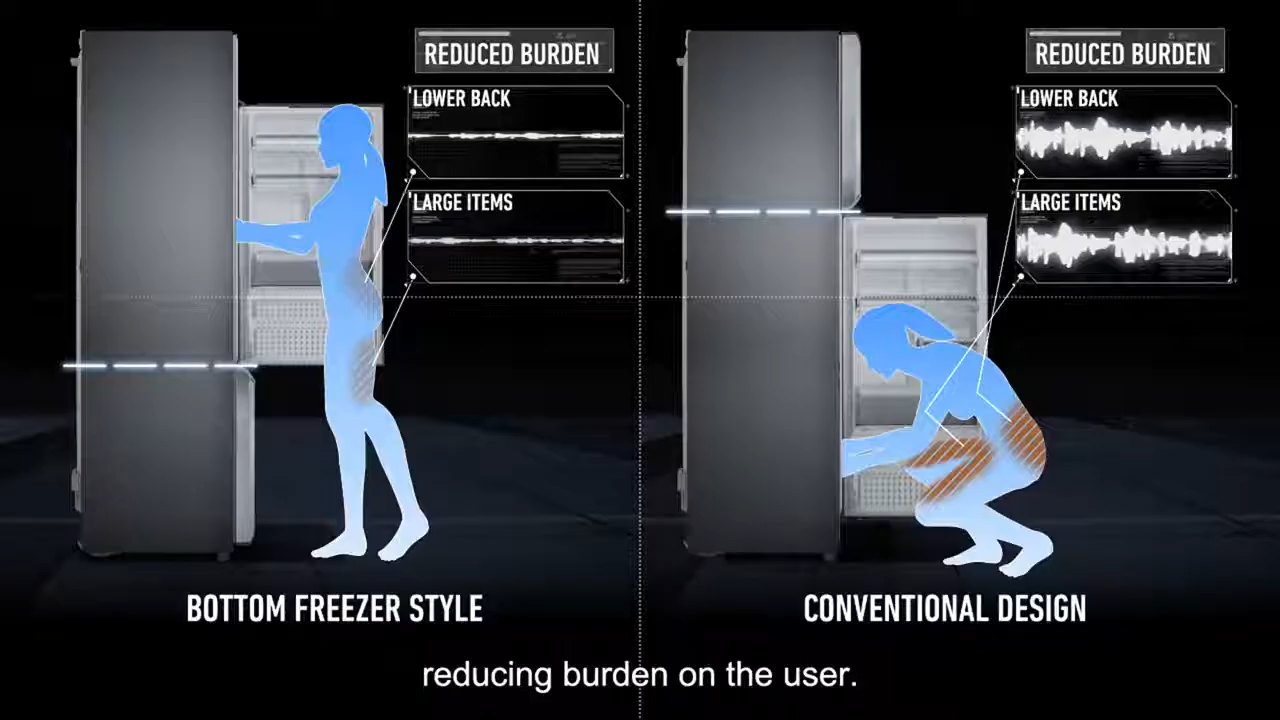 REDUCED BURDEN
LOWER BACK
LARGE ITEMS
REDUCED BURDEN
LOWER BACK
LARGE ITEMS
BOTTOM FREEZER STYLE
CONVENTIONAL DESIGN
reducing burden on the user.